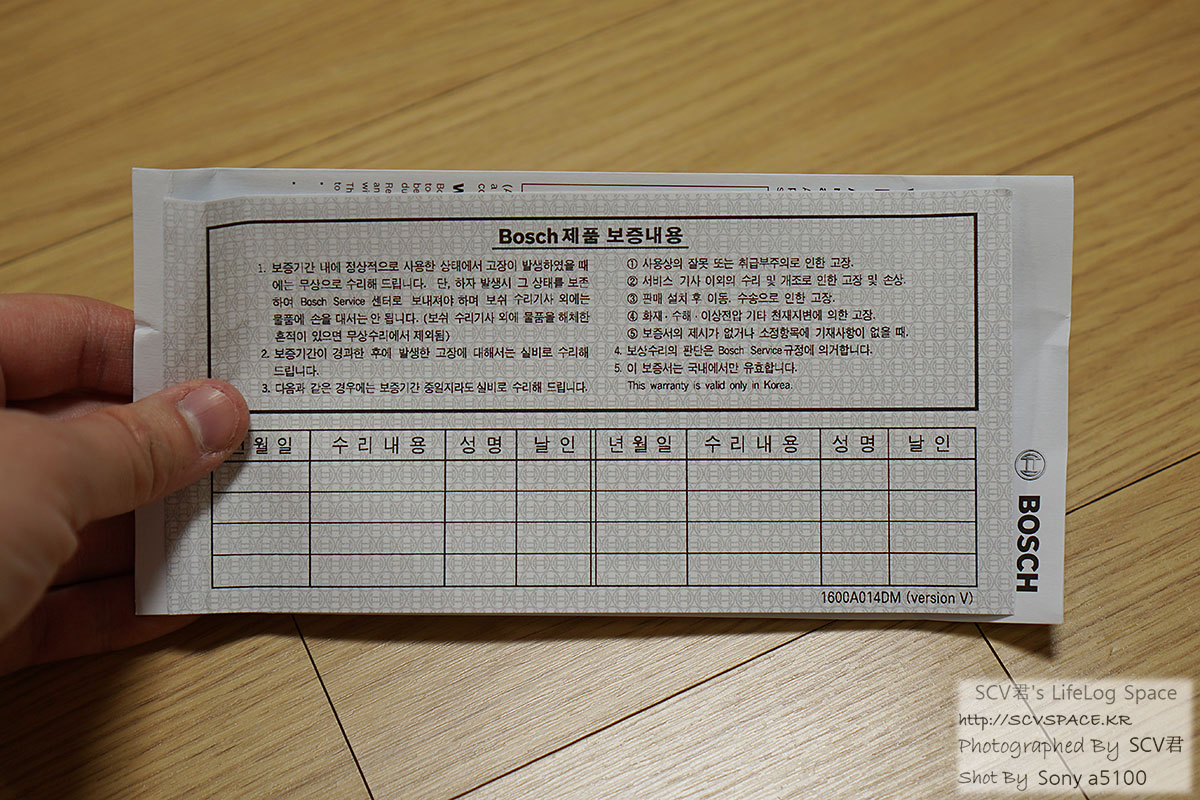 Bosch 제품 보증내용
1. 보증기간 내에 정상적으로 사용한 상태에서 고장이 발생하였을 때
에는 무상으로 수리해 드립니다. 단, 하자 발생시 그 상태를 보존
하여 Bosch Service 센터로 보내져야 하며 보쉬 수리기사 외에는
물품에 손을 대서는 안 됩니다. (보쉬 수리기사 외에 물품을 해체한
흔적이 있으면 무상수리에서 제외됨)
2. 보증기간이 경과한 후에 발생한 고장에 대해서는 실비로 수리해
드립니다.
3. 다음과 같은 경우에는 보증기간 중일지라도 실비로 수리해 드립니다.
① 사용상의 잘못 또는 취급부주의로 인한 고장.
② 서비스 기사 이외의 수리 및 개조로 인한 고장 및 손상.
③ 판매 설치 후 이동, 수송으로 인한 고장.
④ 화재·수해·이상전압 기타 천재지변에 의한 고장.
⑤ 보증서의 제시가 없거나 소정항목에 기재사항이 없을 때.
4. 보상수리의 판단은 Bosch Service규정에 의거합니다.
5. 이 보증서는 국내에서만 유효합니다.
This warranty is valid only in Korea.
월 일 수 리 내 용 성 명 날 인 년 월 일 수 리 내 용 성 명 날 인
1600A014DM (version V)
BOSCH
SCV君's LifeLog Space
http://SCVSPACE.KR
Photographed By SCV君
Shot By Sony a5100